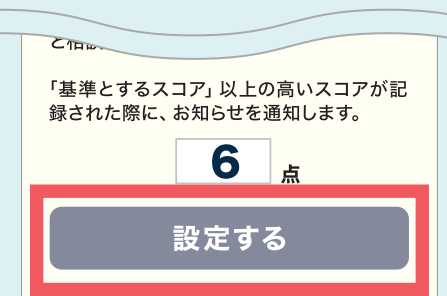 「基準とするスコア」以上の高いスコアが記
録された際に、お知らせを通知します。
6 点
設定する